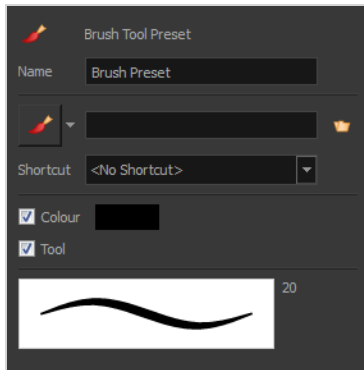 Brush Tool Preset
Name Brush Preset
Shortcut <No Shortcut>
Colour
Tool
20